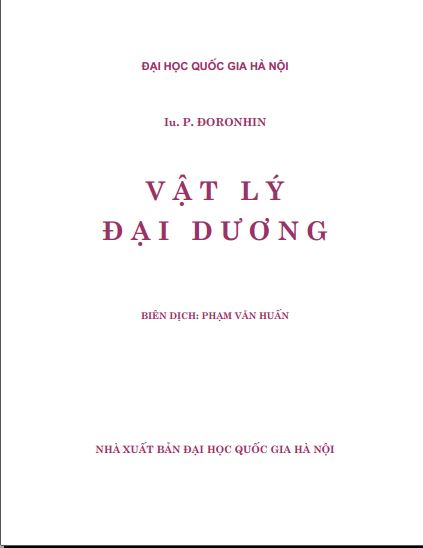 ĐẠI HỌC QUỐC GIA HÀ NỘI
Iu. P. ĐORONHIN
VẬT LÝ
ĐẠI DƯƠNG
BIÊN DỊCH: PHẠM VĂN HUẤN
NHÀ XUẤT BẢN ĐẠI HỌC QUỐC GIA HÀ NỘI